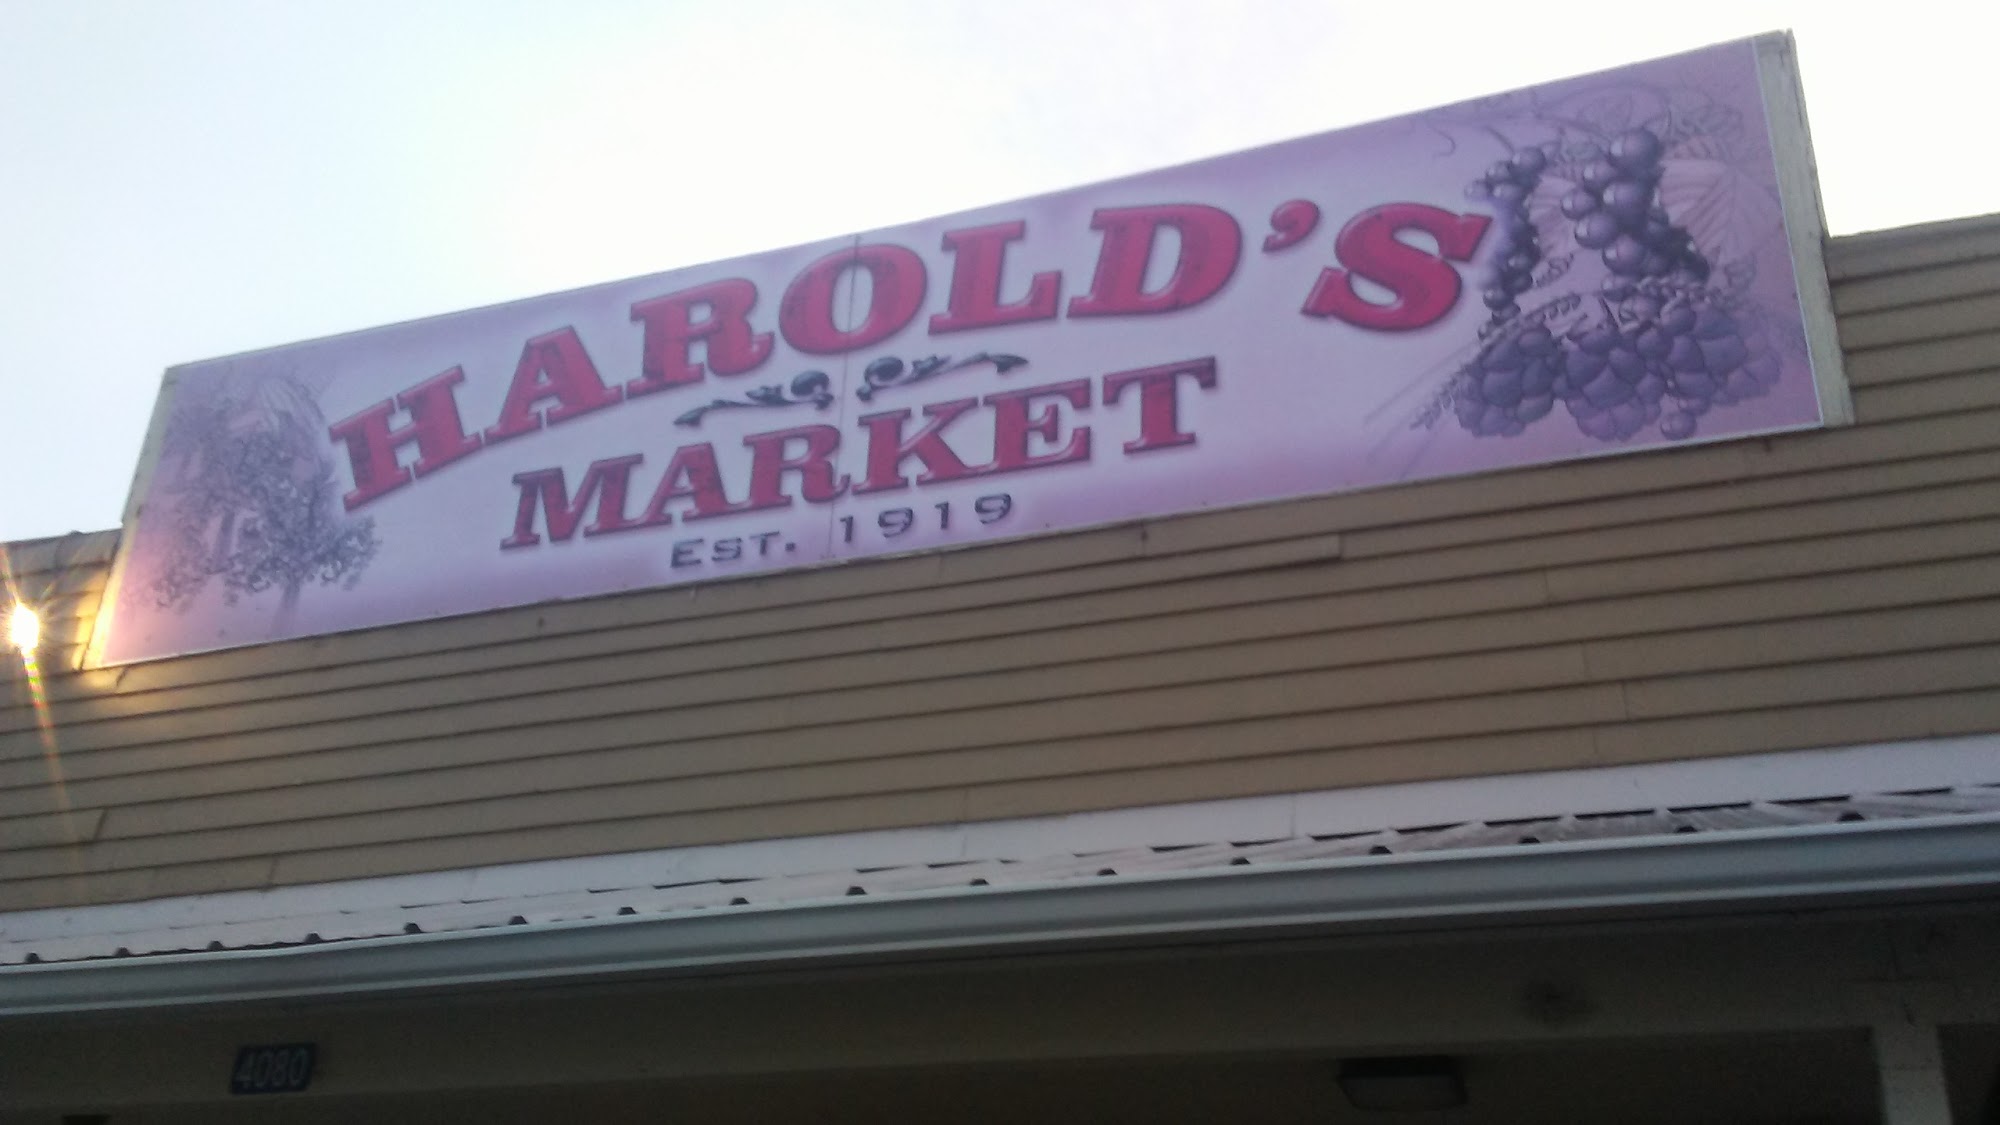 HAROLD'S
MARKET
EST. 1919
4080